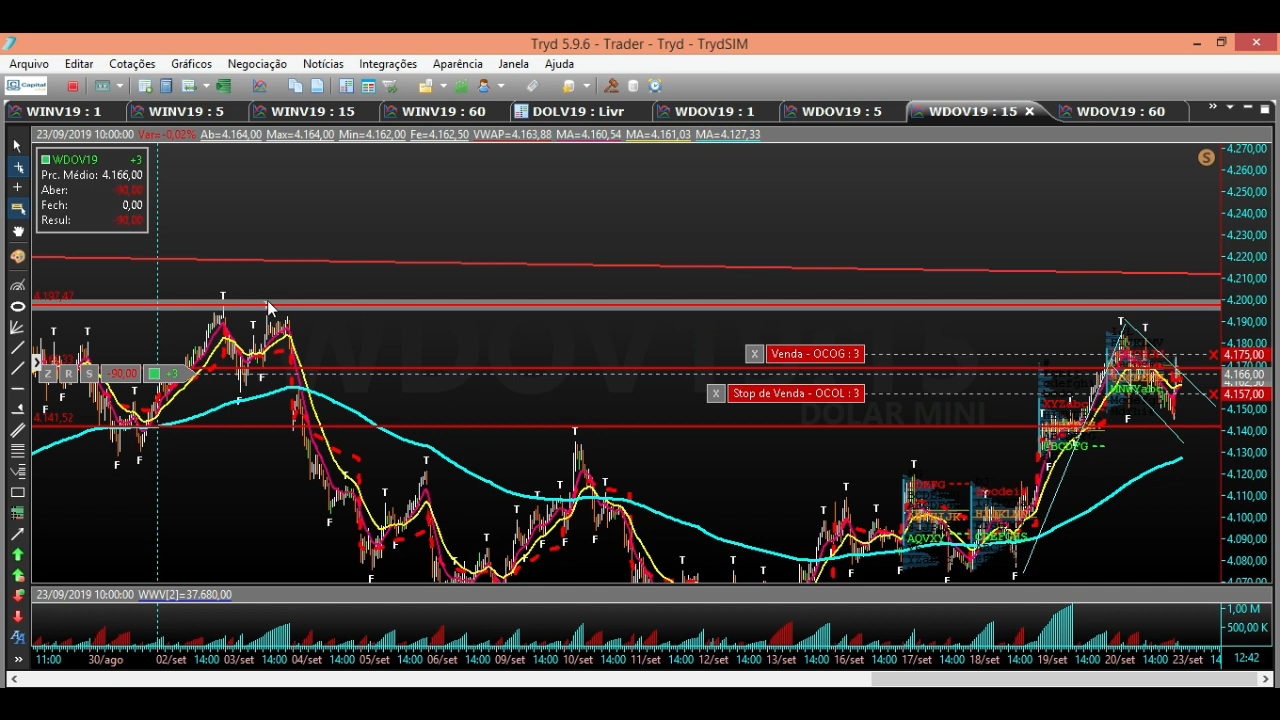 Tryd 5.9.6 - Trader - Tryd - TrydSIM
Arquivo Editar Cotações Gráficos Negociação Notícias Integrações Aparência Janela Ajuda
Capital
WINV19 : 1 WINV19 : 5 WINV19 : 15 WINV19 : 60 DOLV19 : Livr WDOV19 : 1 WDOV19 : 5 WDOV19 : 15 WDOV19 : 60
23/09/2019 10:00:00 Var=-0,02% Ab=4.164,00 Max=4.164,00 Min=4.162,00 Fe=4.162,50 VWAP=4.163,88 MA=4.160,54 MA=4.161,03 MA=4.127,33
WDOV19 +3
Prc. Médio: 4.166,00
Aber: -90,00
Fech: 0,00
Resul: -90,00
S
4.270,00
4.260,00
4.250,00
4.240,00
4.230,00
4.220,00
4.210,00
4.200,00
4.190,00
4.180,00
4.175,00
4.166,00
4.157,00
4.150,00
4.140,00
4.130,00
4.120,00
4.110,00
4.100,00
4.090,00
4.080,00
4.070,00
4.197,47
X Venda - OCOG : 3
Z R S -90,00 +3
X Stop de Venda - OCOL : 3
DOLAR MINI
4.141,52
23/09/2019 10:00:00 WWV[2]=37.680,00
1,00 M
500,00 K
11:00 30/ago 02/set 14:00 03/set 14:00 04/set 14:00 05/set 14:00 06/set 14:00 09/set 14:00 10/set 14:00 11/set 14:00 12/set 14:00 13/set 14:00 16/set 14:00 17/set 14:00 18/set 14:00 19/set 14:00 20/set 14:00 23/set 14 12:42